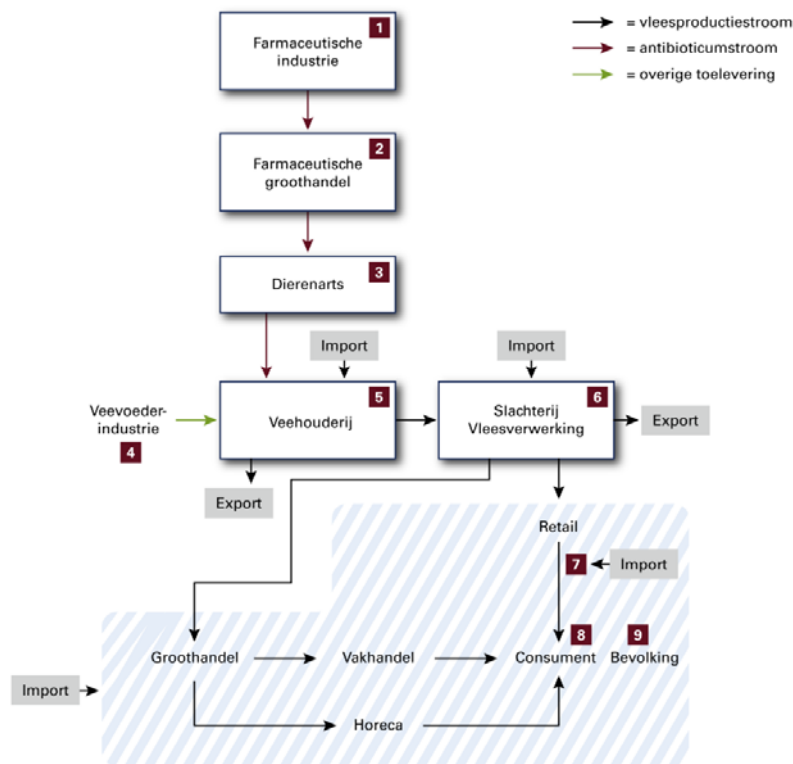 1
Farmaceutische
industrie
= vleesproductiestroom
= antibioticumstroom
= overige toelevering
2
Farmaceutische
groothandel
3
Dierenarts
Import
Import
5
Veehouderij
6
Slachterij
Vleesverwerking
Export
Veevoeder-
industrie
4
Export
Retail
7
Import
8
9
Groothandel
Vakhandel
Consument
Bevolking
Import
Horeca